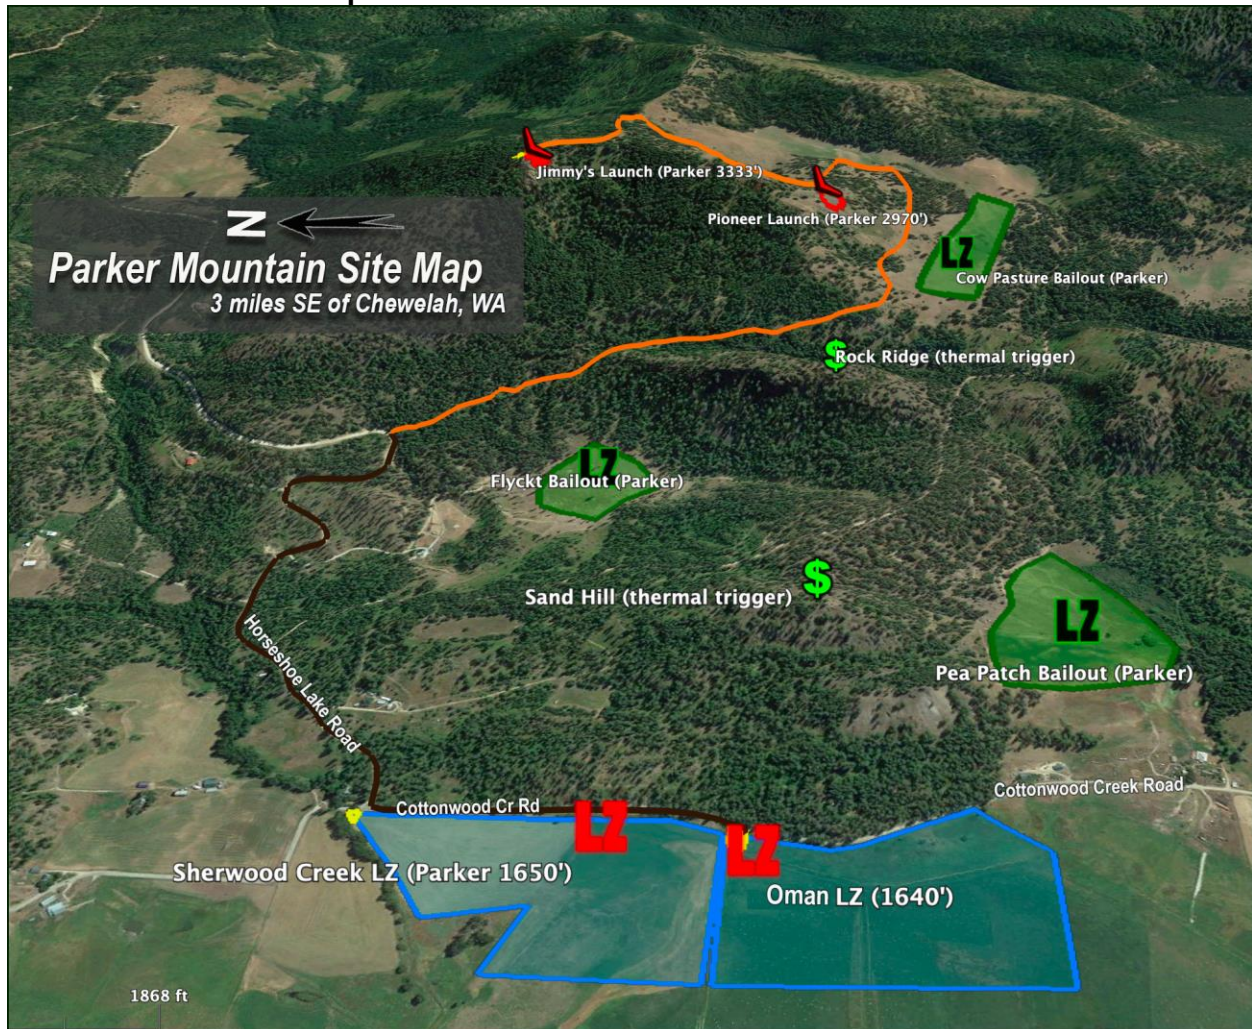 Jimmy's Launch (Parker 3333')
Pioneer Launch (Parker 2970')
N
Parker Mountain Site Map
3 miles SE of Chewelah, WA
LZ
Cow Pasture Bailout (Parker)
$
Rock Ridge (thermal trigger)
LZ
Flyckt Bailout (Parker)
$
Sand Hill (thermal trigger)
LZ
Pea Patch Bailout (Parker)
Horseshoe Lake Road
Cottonwood Creek Road
Cottonwood Cr Rd
LZ
LZ
Sherwood Creek LZ (Parker 1650')
Oman LZ (1640')
1868 ft